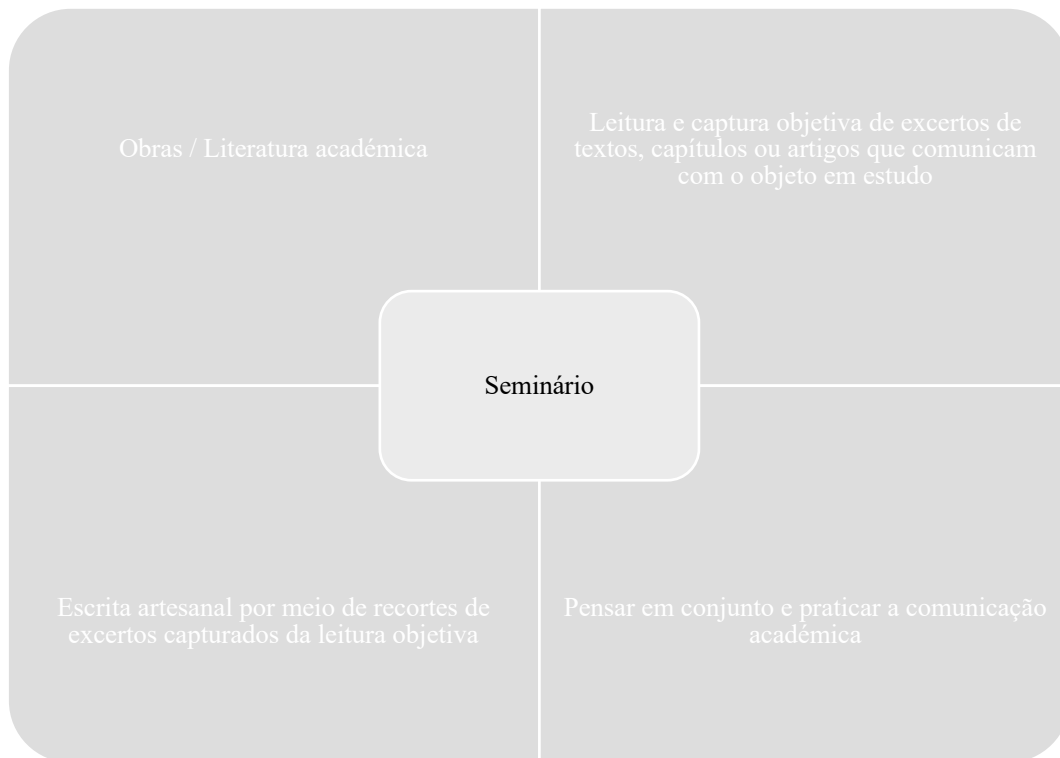 Obras / Literatura académica
Leitura e captura objetiva de excertos de
textos, capítulos ou artigos que comunicam
com o objeto em estudo
Seminário
Escrita artesanal por meio de recortes de
excertos capturados da leitura objetiva
Pensar em conjunto e praticar a comunicação
académica